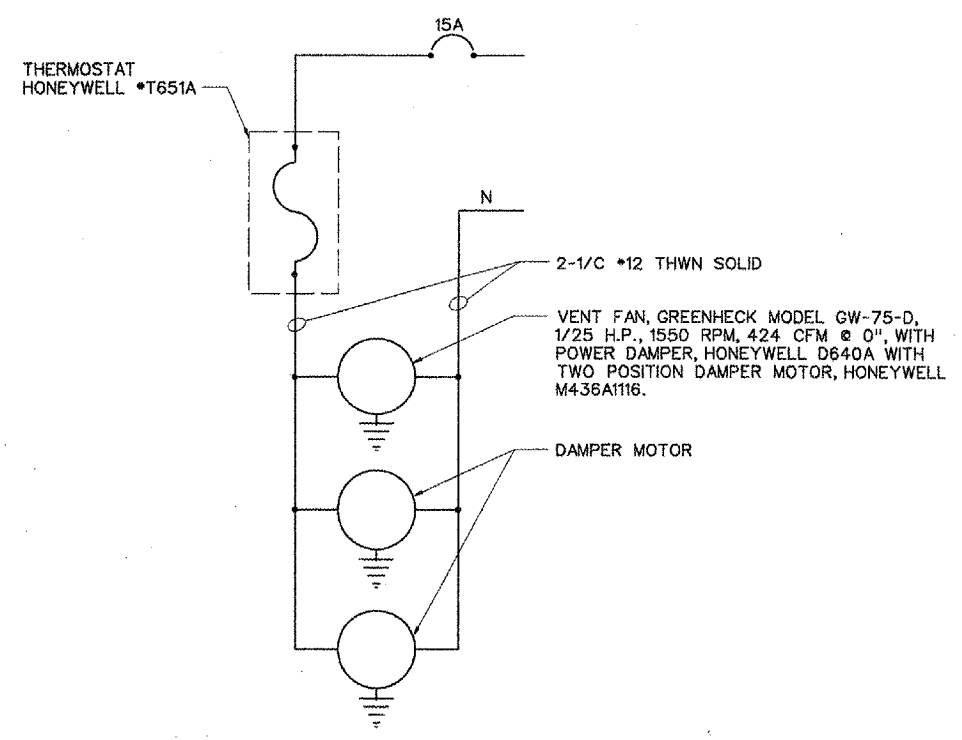 15A
THERMOSTAT
HONEYWELL *T651A
N
2-1/C *12 THWN SOLID
VENT FAN, GREENHECK MODEL GW-75-D,
1/25 H.P., 1550 RPM, 424 CFM @ 0", WITH
POWER DAMPER, HONEYWELL D640A WITH
TWO POSITION DAMPER MOTOR, HONEYWELL
M436A1116.
DAMPER MOTOR